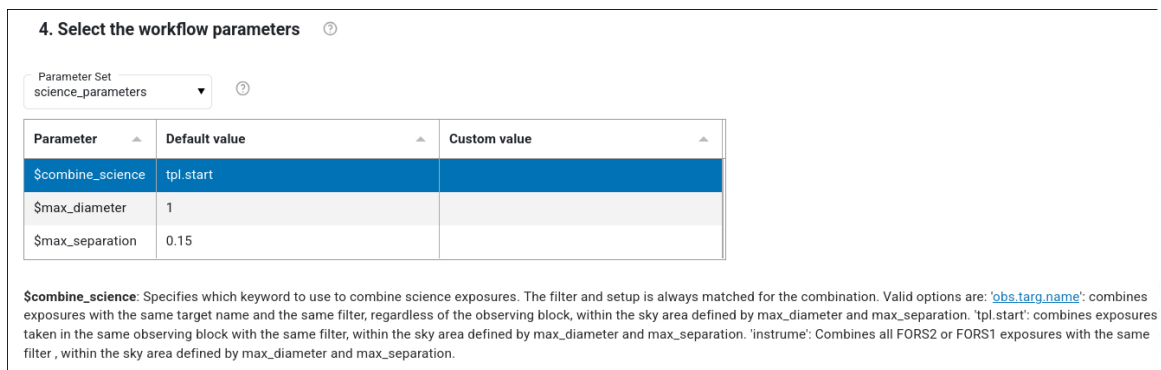 4. Select the workflow parameters ?
Parameter Set
science_parameters ?
Parameter Default value Custom value
$combine_science tpl.start
$max_diameter 1
$max_separation 0.15
$combine_science: Specifies which keyword to use to combine science exposures. The filter and setup is always matched for the combination. Valid options are: 'obs.targ.name': combines
exposures with the same target name and the same filter, regardless of the observing block, within the sky area defined by max_diameter and max_separation. 'tpl.start': combines exposures
taken in the same observing block with the same filter, within the sky area defined by max_diameter and max_separation. 'instrume': Combines all FORS2 or FORS1 exposures with the same
filter , within the sky area defined by max_diameter and max_separation.